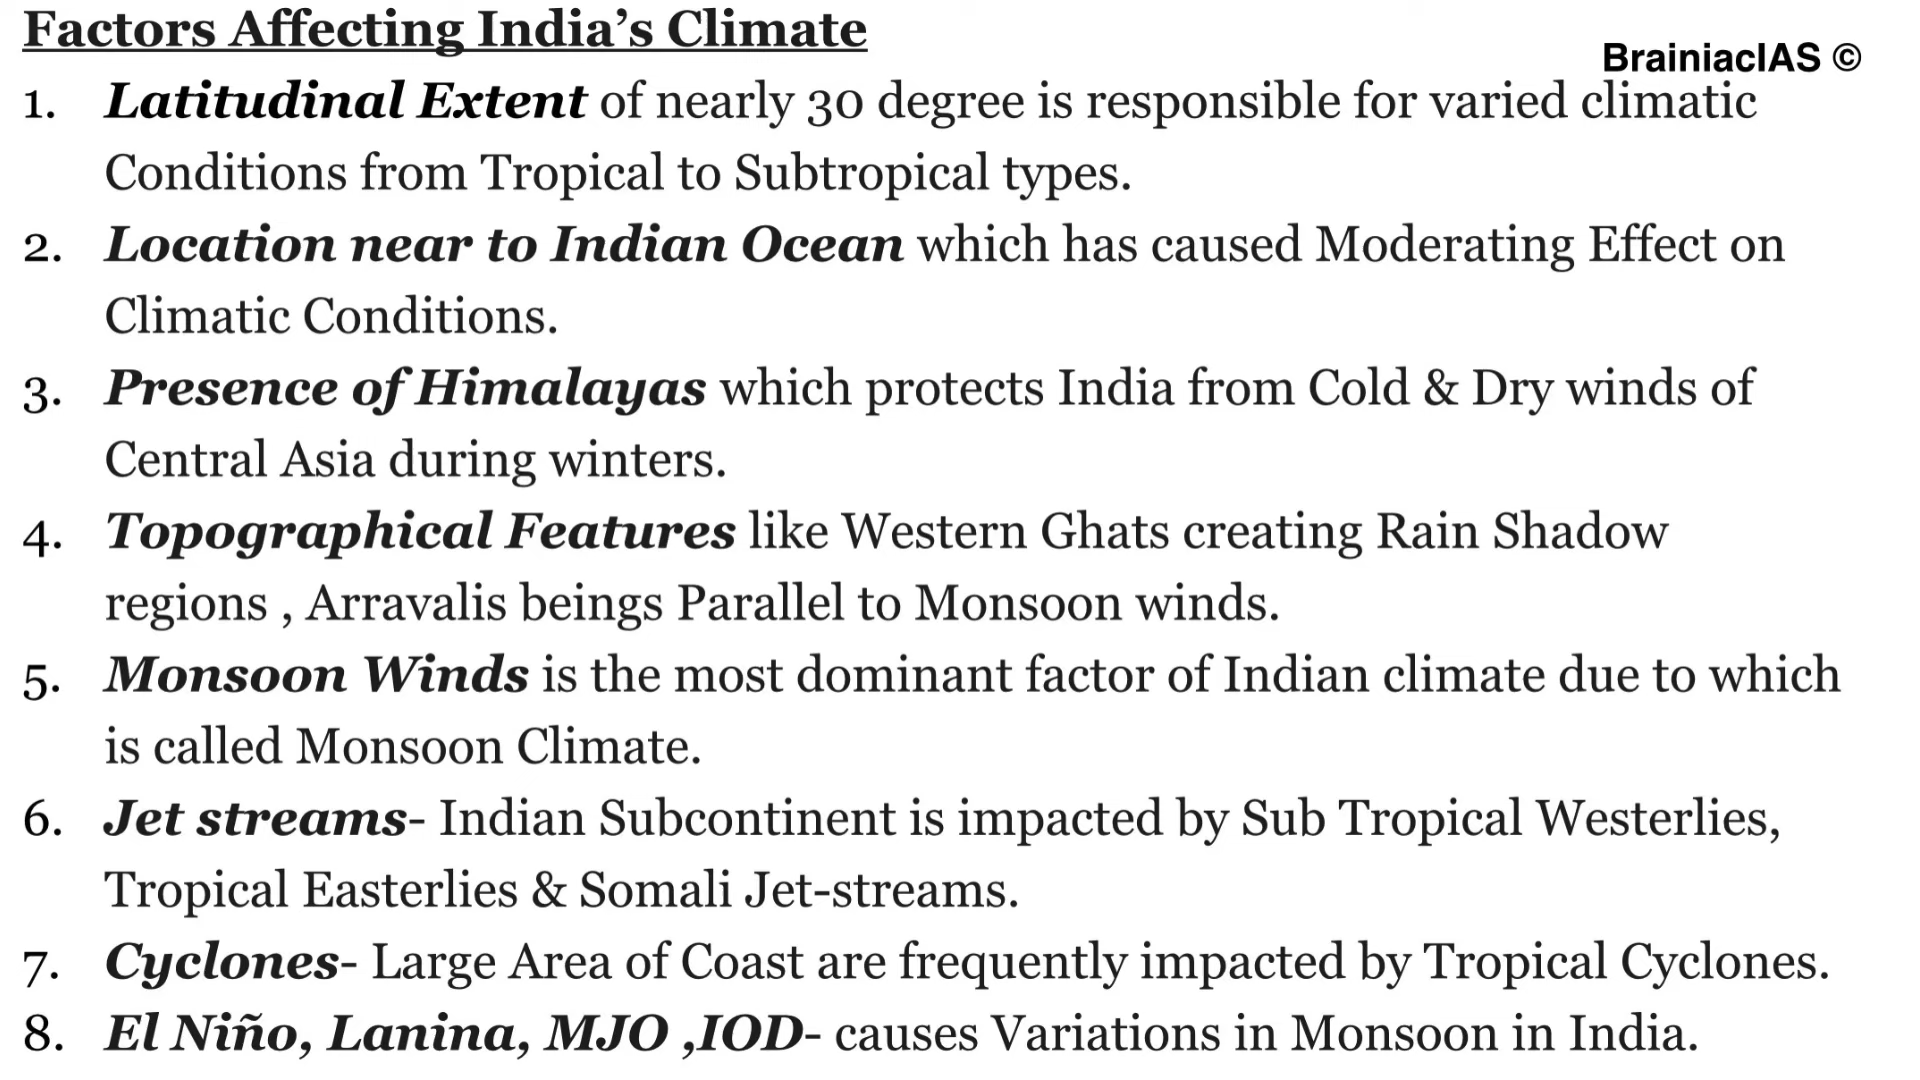 Factors Affecting India’s Climate
BrainiacIAS ©
1. Latitudinal Extent of nearly 30 degree is responsible for varied climatic
Conditions from Tropical to Subtropical types.
2. Location near to Indian Ocean which has caused Moderating Effect on
Climatic Conditions.
3. Presence of Himalayas which protects India from Cold & Dry winds of
Central Asia during winters.
4. Topographical Features like Western Ghats creating Rain Shadow
regions , Arravalis beings Parallel to Monsoon winds.
5. Monsoon Winds is the most dominant factor of Indian climate due to which
is called Monsoon Climate.
6. Jet streams- Indian Subcontinent is impacted by Sub Tropical Westerlies,
Tropical Easterlies & Somali Jet-streams.
7. Cyclones- Large Area of Coast are frequently impacted by Tropical Cyclones.
8. El Niño, Lanina, MJO ,IOD- causes Variations in Monsoon in India.